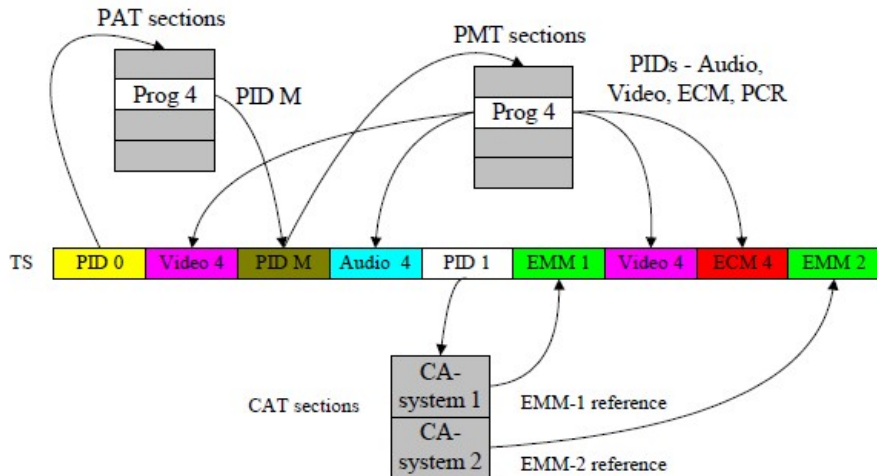 PAT sections
PMT sections
PIDs - Audio,
Video, ECM, PCR
Prog 4
PID M
Prog 4
TS
PID 0
Video 4
PID M
Audio 4
PID 1
EMM 1
Video 4
ECM 4
EMM 2
CAT sections
CA-
system 1
CA-
system 2
EMM-1 reference
EMM-2 reference